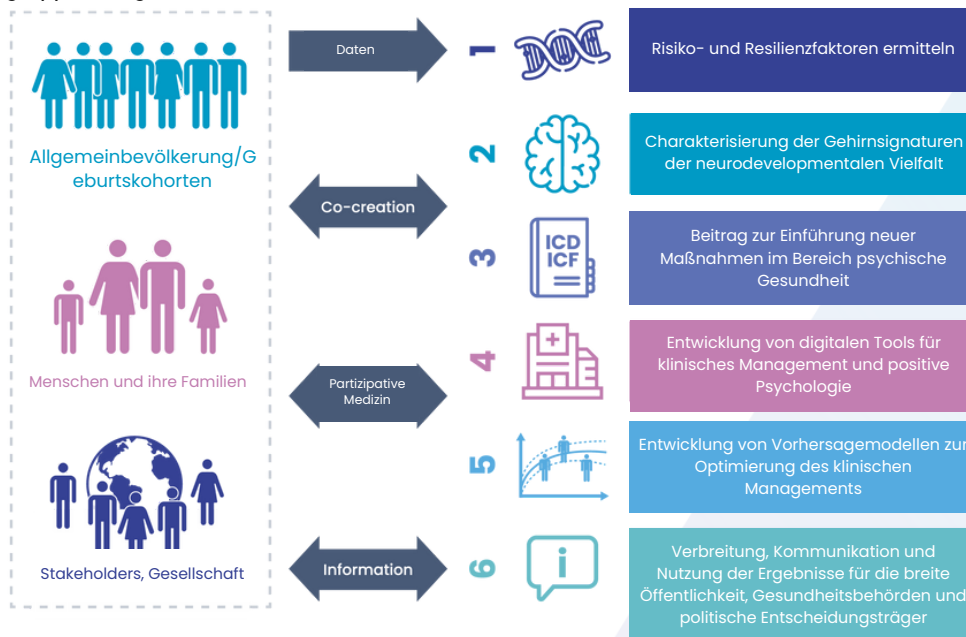 Daten
1
Risiko- und Resilienzfaktoren ermitteln
Allgemeinbevölkerung/G
eburtskohorten
2
Charakterisierung der Gehirnsignaturen
der neurodevelopmentalen Vielfalt
Co-creation
3
ICD
ICF
Beitrag zur Einführung neuer
Maßnahmen im Bereich psychische
Gesundheit
Menschen und ihre Familien
Partizipative
Medizin
4
Entwicklung von digitalen Tools für
klinisches Management und positive
Psychologie
5
Entwicklung von Vorhersagemodellen zur
Optimierung des klinischen
Managements
Stakeholders, Gesellschaft
Information
6
i
Verbreitung, Kommunikation und
Nutzung der Ergebnisse für die breite
Öffentlichkeit, Gesundheitsbehörden und
politische Entscheidungsträger